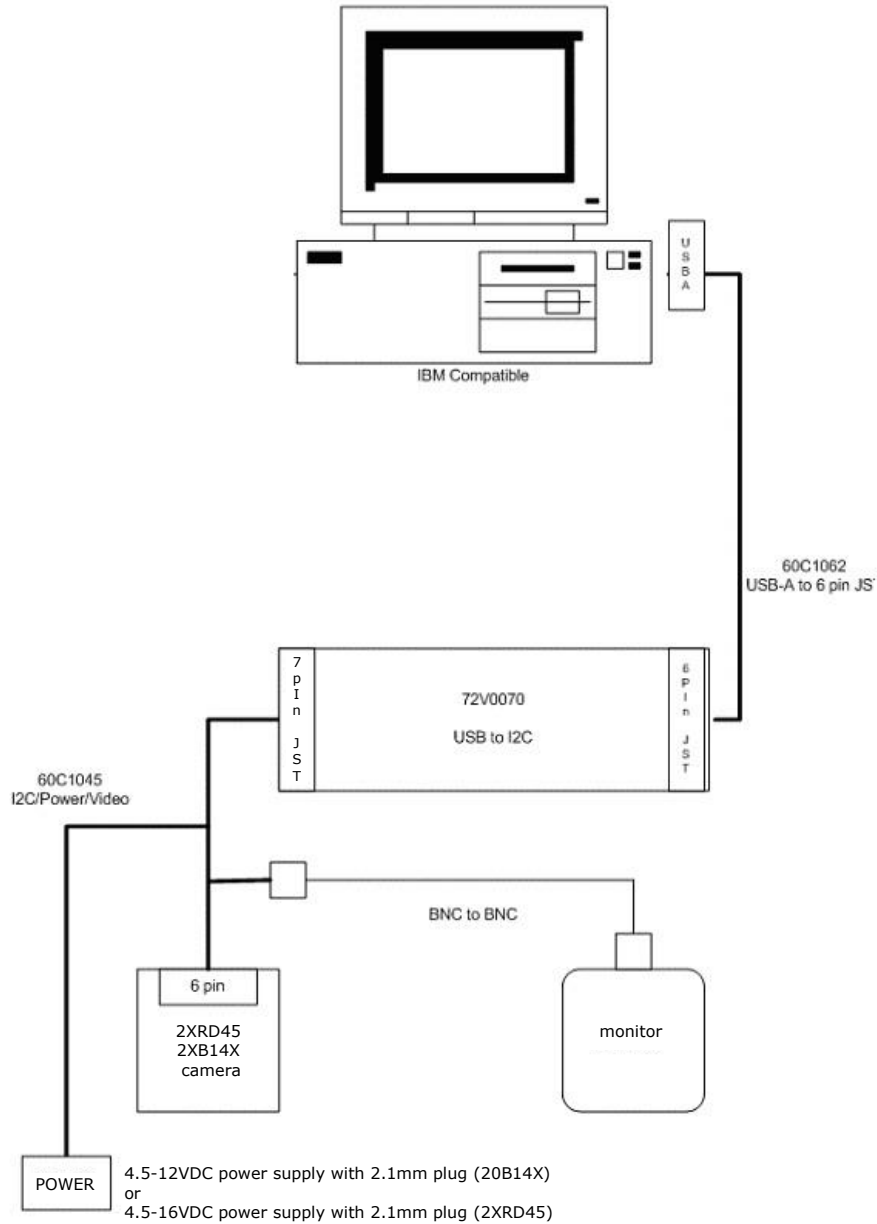 U
S
B
A
IBM Compatible
60C1062
USB-A to 6 pin JS
7
p
I
n
J
S
T
72V0070
USB to I2C
6
P
I
n
J
S
T
60C1045
I2C/Power/Video
BNC to BNC
6 pin
2XRD45
2XB14X
camera
monitor
POWER
4.5-12VDC power supply with 2.1mm plug (20B14X)
or
4.5-16VDC power supply with 2.1mm plug (2XRD45)